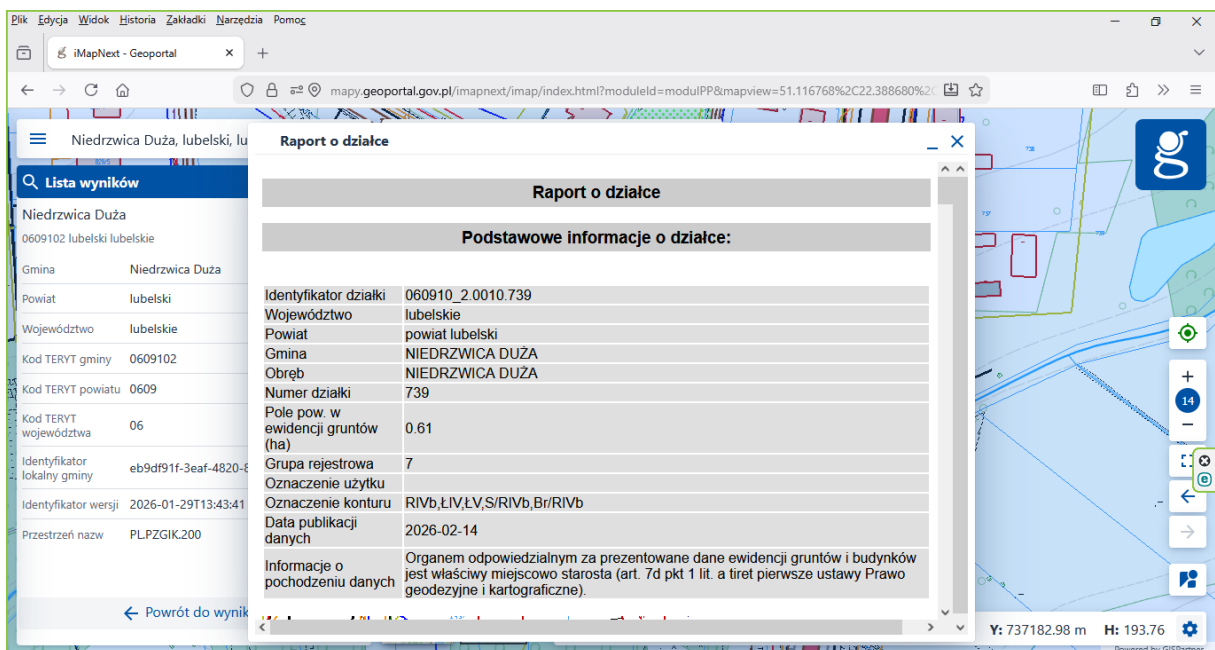 Plik Edycja Widok Historia Zakładki Narzędzia Pomoc
iMapNext - Geoportal
mapy.geoportal.gov.pl/imapnext/imap/index.html?moduleId=modulPP&mapview=51.116768%2C22.388680%2C
Niedrzwica Duża, lubelski, lu
Lista wyników
Niedrzwica Duża
0609102 lubelski lubelskie
Gmina Niedrzwica Duża
Powiat lubelski
Województwo lubelskie
Kod TERYT gminy 0609102
Kod TERYT powiatu 0609
Kod TERYT
województwa 06
Identyfikator
lokalny gminy eb9df91f-3eaf-4820-8
Identyfikator wersji 2026-01-29T13:43:41
Przestrzeń nazw PL.PZGIK.200
Powrót do wynik
Raport o działce
Raport o działce
Podstawowe informacje o działce:
Identyfikator działki 060910_2.0010.739
Województwo lubelskie
Powiat powiat lubelski
Gmina NIEDRZWICA DUŻA
Obręb NIEDRZWICA DUŻA
Numer działki 739
Pole pow. w
ewidencji gruntów
(ha) 0.61
Grupa rejestrowa 7
Oznaczenie użytku
Oznaczenie konturu RIVb,ŁIV,ŁV,S/RIVb,Br/RIVb
Data publikacji
danych 2026-02-14
Informacje o
pochodzeniu danych
Organem odpowiedzialnym za prezentowane dane ewidencji gruntów i budynków
jest właściwy miejscowo starosta (art. 7d pkt 1 lit. a tiret pierwsze ustawy Prawo
geodezyjne i kartograficzne).
738
737
739
14
Y: 737182.98 m H: 193.76
Powered by GISPartner